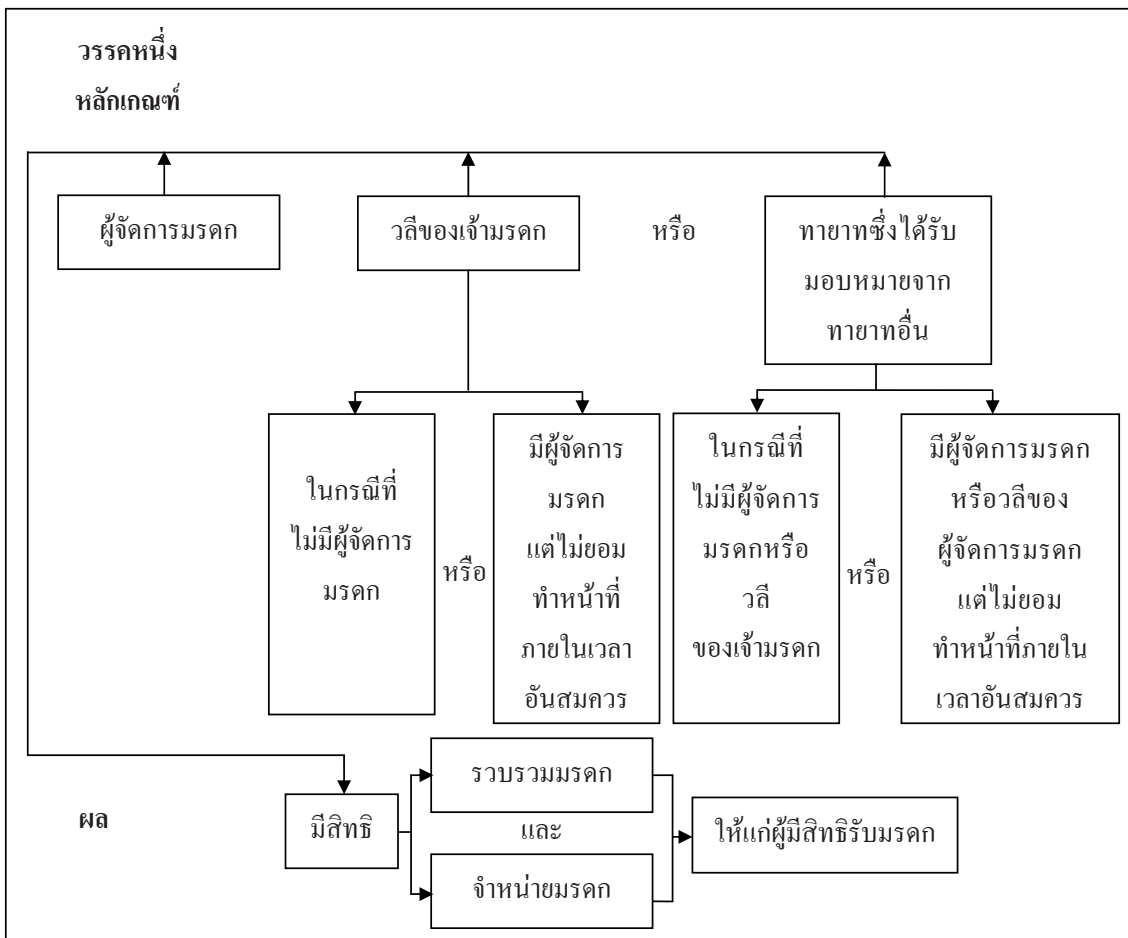 วรรคหนึ่ง
หลักเกณฑ์
ผู้จัดการมรดก
วลีของเจ้ามรดก
หรือ
ทายาทซึ่งได้รับ
มอบหมายจาก
ทายาทอื่น
ในกรณีที่
ไม่มีผู้จัดการ
มรดก
หรือ
มีผู้จัดการ
มรดก
แต่ไม่ยอม
ทำหน้าที่
ภายในเวลา
อันสมควร
ในกรณีที่
ไม่มีผู้จัดการ
มรดกหรือ
วลี
ของเจ้ามรดก
หรือ
มีผู้จัดการมรดก
หรือวลีของ
ผู้จัดการมรดก
แต่ไม่ยอม
ทำหน้าที่ภายใน
เวลาอันสมควร
ผล
มีสิทธิ
รวบรวมมรดก
และ
จำหน่ายมรดก
ให้แก่ผู้มีสิทธิรับมรดก